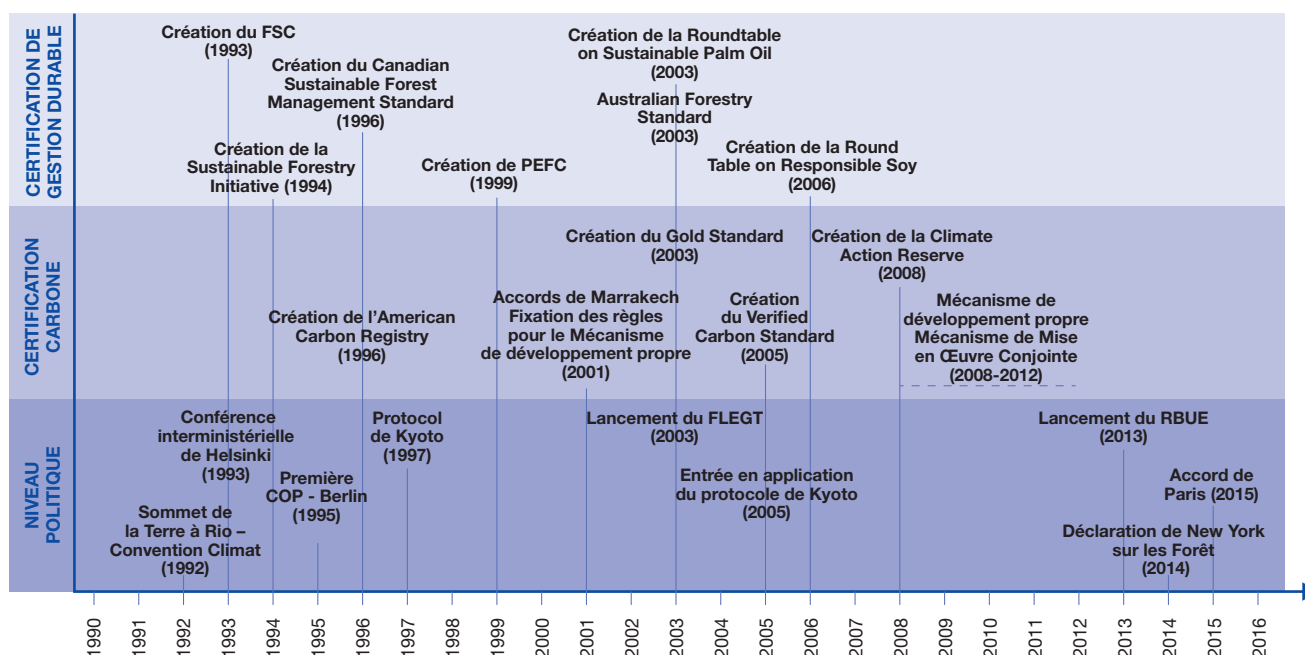 CERTIFICATION DE
GESTION DURABLE
Création du FSC
(1993)
Création du Canadian
Sustainable Forest
Management Standard
(1996)
Création de la
Sustainable Forestry
Initiative (1994)
Création de PEFC
(1999)
Création de la Roundtable
on Sustainable Palm Oil
(2003)
Australian Forestry
Standard
(2003)
Création de la Round
Table on Responsible Soy
(2006)
CERTIFICATION
CARBONE
Création de l’American
Carbon Registry
(1996)
Création du Gold Standard
(2003)
Accords de Marrakech
Fixation des règles
pour le Mécanisme
de développement propre
(2001)
Création
du Verified
Carbon Standard
(2005)
Création de la Climate
Action Reserve
(2008)
Mécanisme de
développement propre
Mécanisme de Mise
en Œuvre Conjointe
(2008-2012)
NIVEAU
POLITIQUE
Conférence
interministérielle
de Helsinki
(1993)
Sommet de
la Terre à Rio –
Convention Climat
(1992)
Première
COP - Berlin
(1995)
Protocol
de Kyoto
(1997)
Lancement du FLEGT
(2003)
Entrée en application
du protocole de Kyoto
(2005)
Lancement du RBUE
(2013)
Accord de
Paris (2015)
Déclaration de New York
sur les Forêt
(2014)
1990
1991
1992
1993
1994
1995
1996
1997
1998
1999
2000
2001
2002
2003
2004
2005
2006
2007
2008
2009
2010
2011
2012
2013
2014
2015
2016